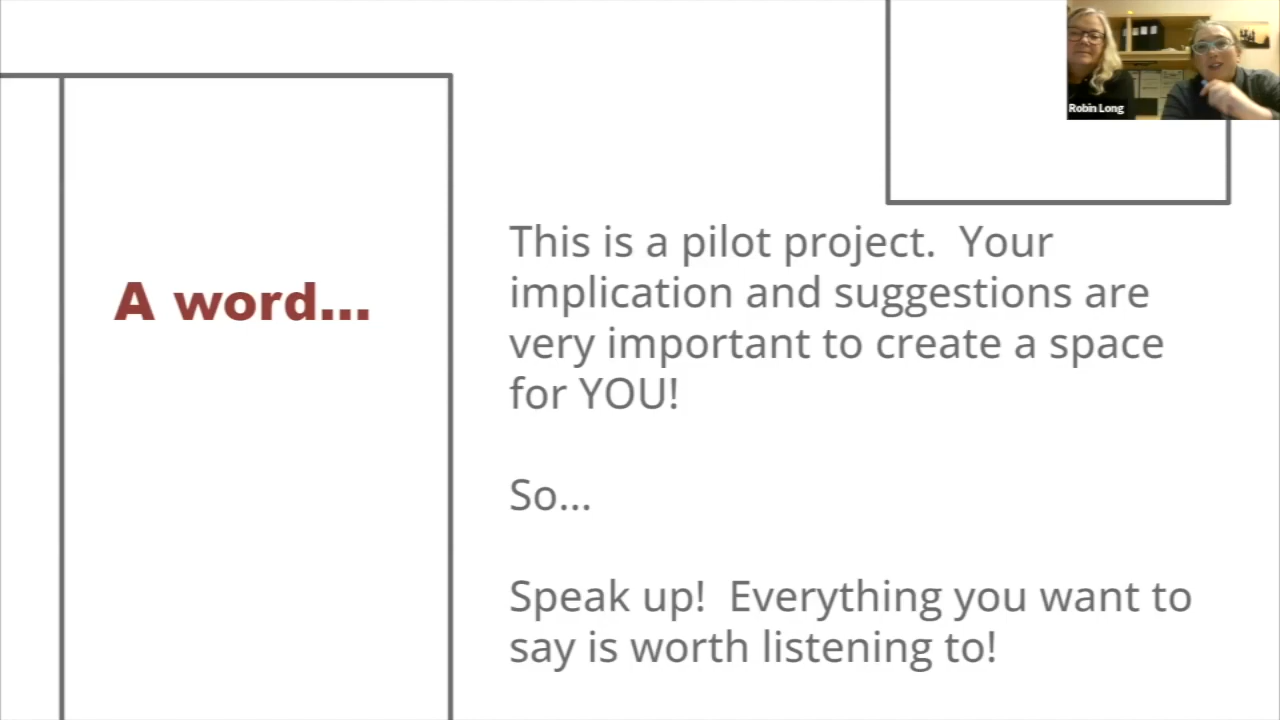 A word...
This is a pilot project.  Your
implication and suggestions are
very important to create a space
for YOU!
So...
Speak up!  Everything you want to
say is worth listening to!
Robin Long